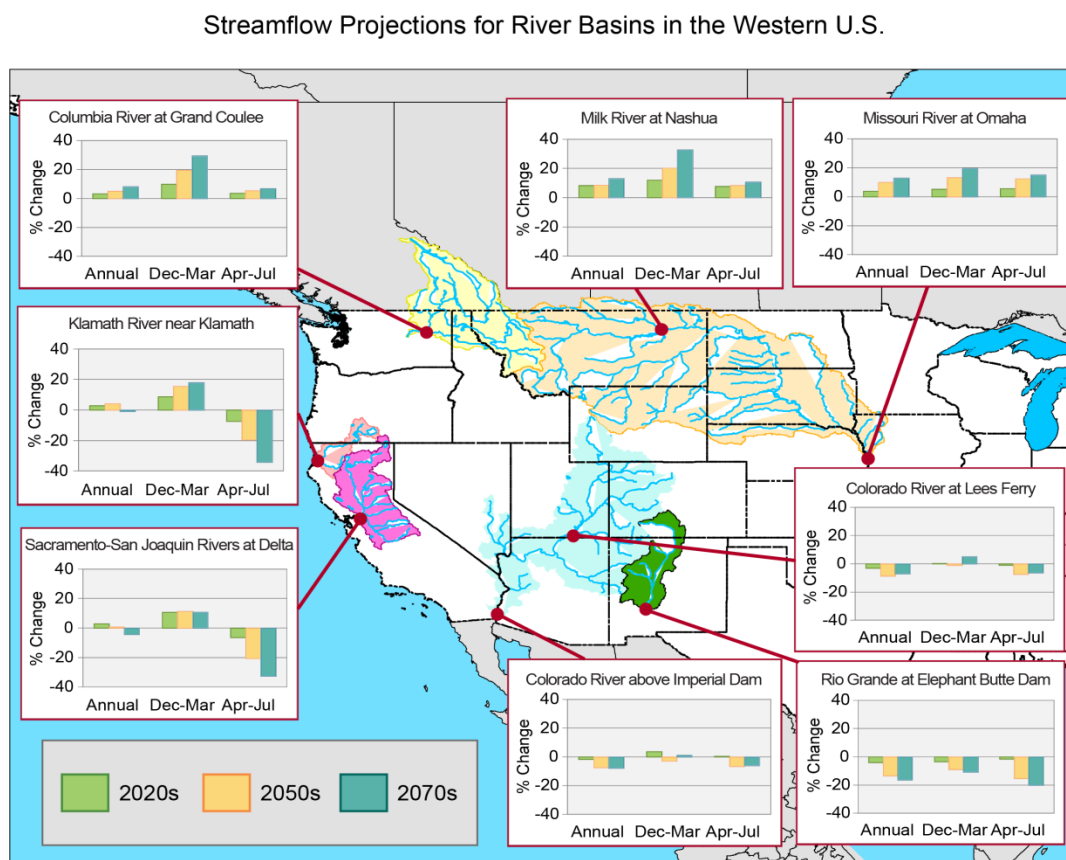 Streamflow Projections for River Basins in the Western U.S.
Columbia River at Grand Coulee
% Change
40
20
0
-20
-40
Annual Dec-Mar Apr-Jul
Milk River at Nashua
% Change
40
20
0
-20
-40
Annual Dec-Mar Apr-Jul
Missouri River at Omaha
% Change
40
20
0
-20
-40
Annual Dec-Mar Apr-Jul
Klamath River near Klamath
% Change
40
20
0
-20
-40
Annual Dec-Mar Apr-Jul
Colorado River at Lees Ferry
% Change
40
20
0
-20
-40
Annual Dec-Mar Apr-Jul
Sacramento-San Joaquin Rivers at Delta
% Change
40
20
0
-20
-40
Annual Dec-Mar Apr-Jul
Colorado River above Imperial Dam
% Change
40
20
0
-20
-40
Annual Dec-Mar Apr-Jul
Rio Grande at Elephant Butte Dam
% Change
40
20
0
-20
-40
Annual Dec-Mar Apr-Jul
2020s 2050s 2070s